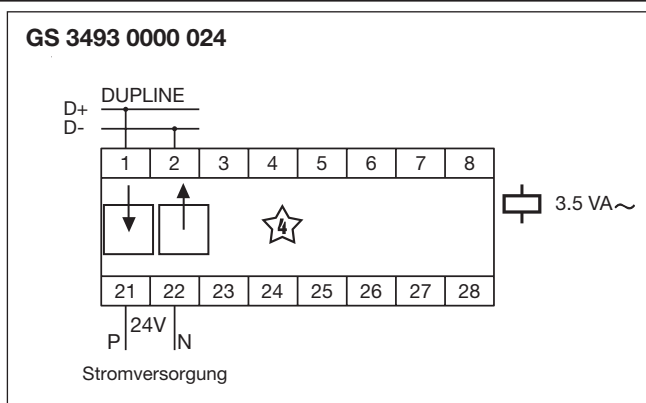 GS 3493 0000 024
DUPLINE
D+
D-
1 2 3 4 5 6 7 8
4
3.5 VA~
21 22 23 24 25 26 27 28
24V
P N
Stromversorgung